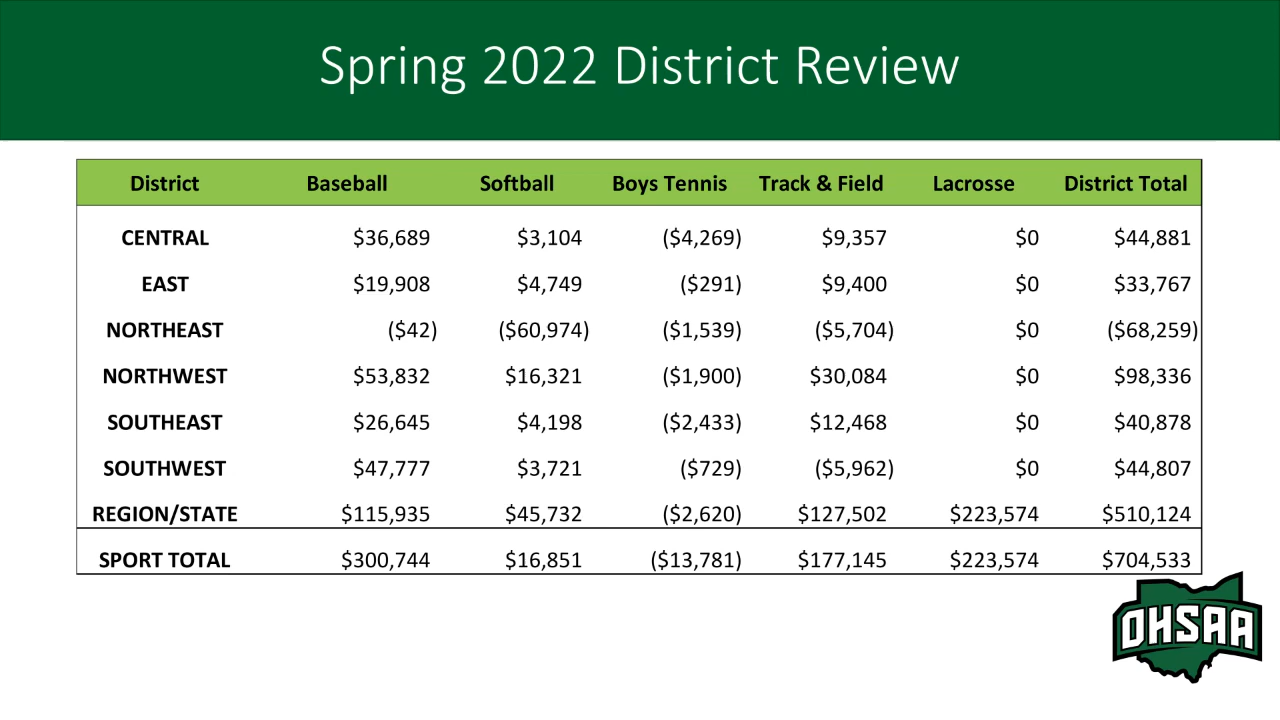 Spring 2022 District Review
District Baseball Softball Boys Tennis Track & Field Lacrosse District Total
CENTRAL $36,689 $3,104 ($4,269) $9,357 $0 $44,881
EAST $19,908 $4,749 ($291) $9,400 $0 $33,767
NORTHEAST ($42) ($60,974) ($1,539) ($5,704) $0 ($68,259)
NORTHWEST $53,832 $16,321 ($1,900) $30,084 $0 $98,336
SOUTHEAST $26,645 $4,198 ($2,433) $12,468 $0 $40,878
SOUTHWEST $47,777 $3,721 ($729) ($5,962) $0 $44,807
REGION/STATE $115,935 $45,732 ($2,620) $127,502 $223,574 $510,124
SPORT TOTAL $300,744 $16,851 ($13,781) $177,145 $223,574 $704,533
OHSAA